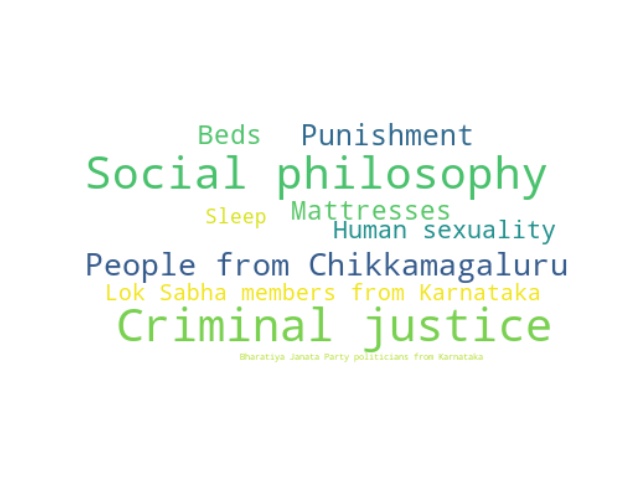 Beds Punishment
Social philosophy
Sleep Mattresses
Human sexuality
People from Chikkamagaluru
Lok Sabha members from Karnataka
Criminal justice
Bharatiya Janata Party politicians from Karnataka